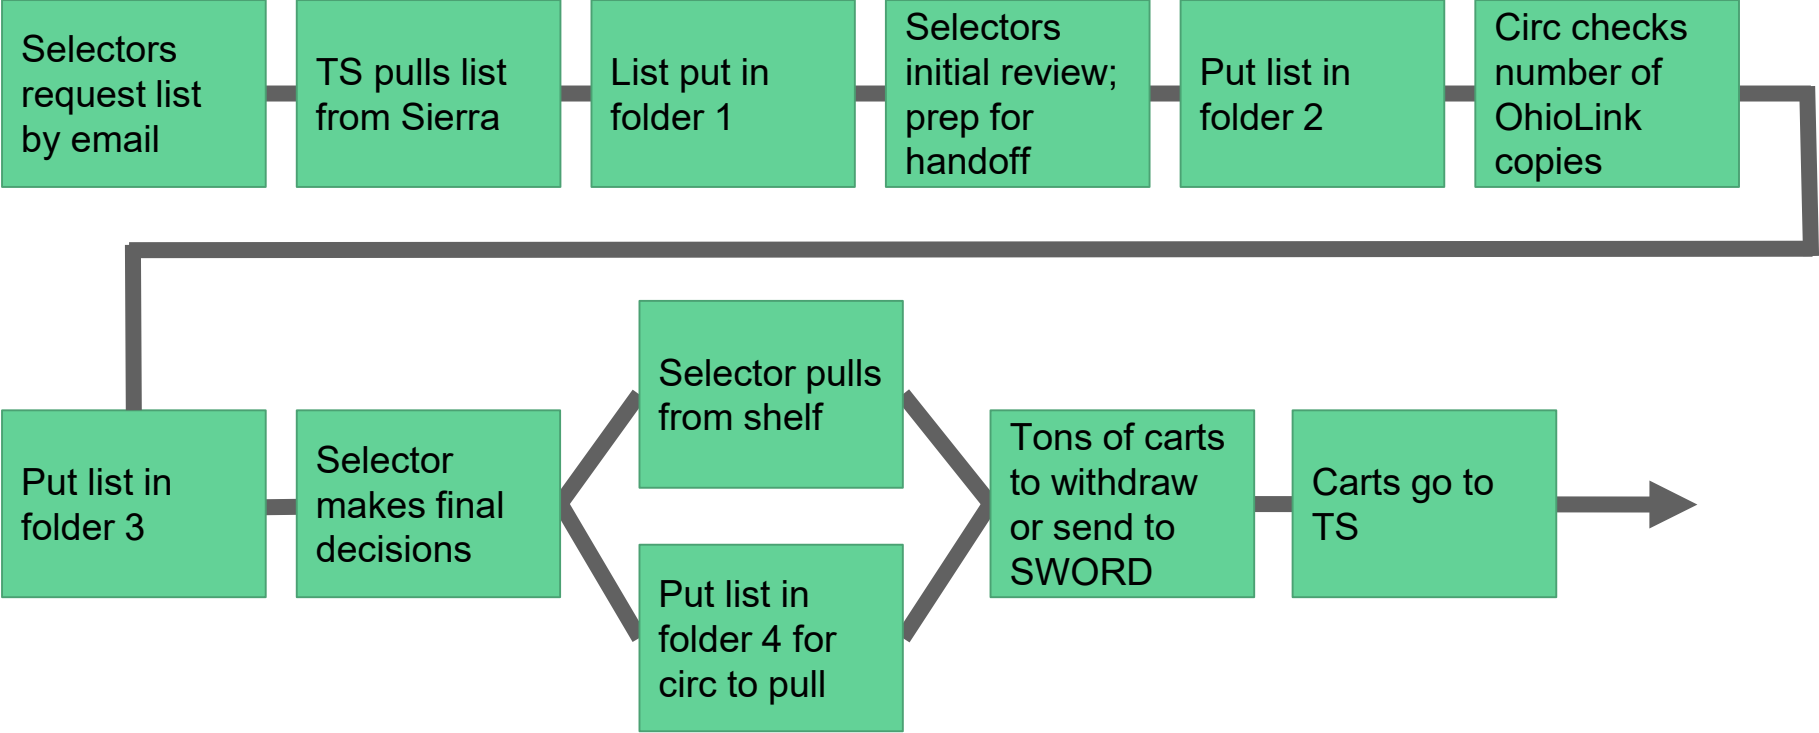 Selectors
request list
by email
TS pulls list
from Sierra
List put in
folder 1
Selectors
initial review;
prep for
handoff
Put list in
folder 2
Circ checks
number of
OhioLink
copies
Put list in
folder 3
Selector
makes final
decisions
Selector pulls
from shelf
Put list in
folder 4 for
circ to pull
Tons of carts
to withdraw
or send to
SWORD
Carts go to
TS